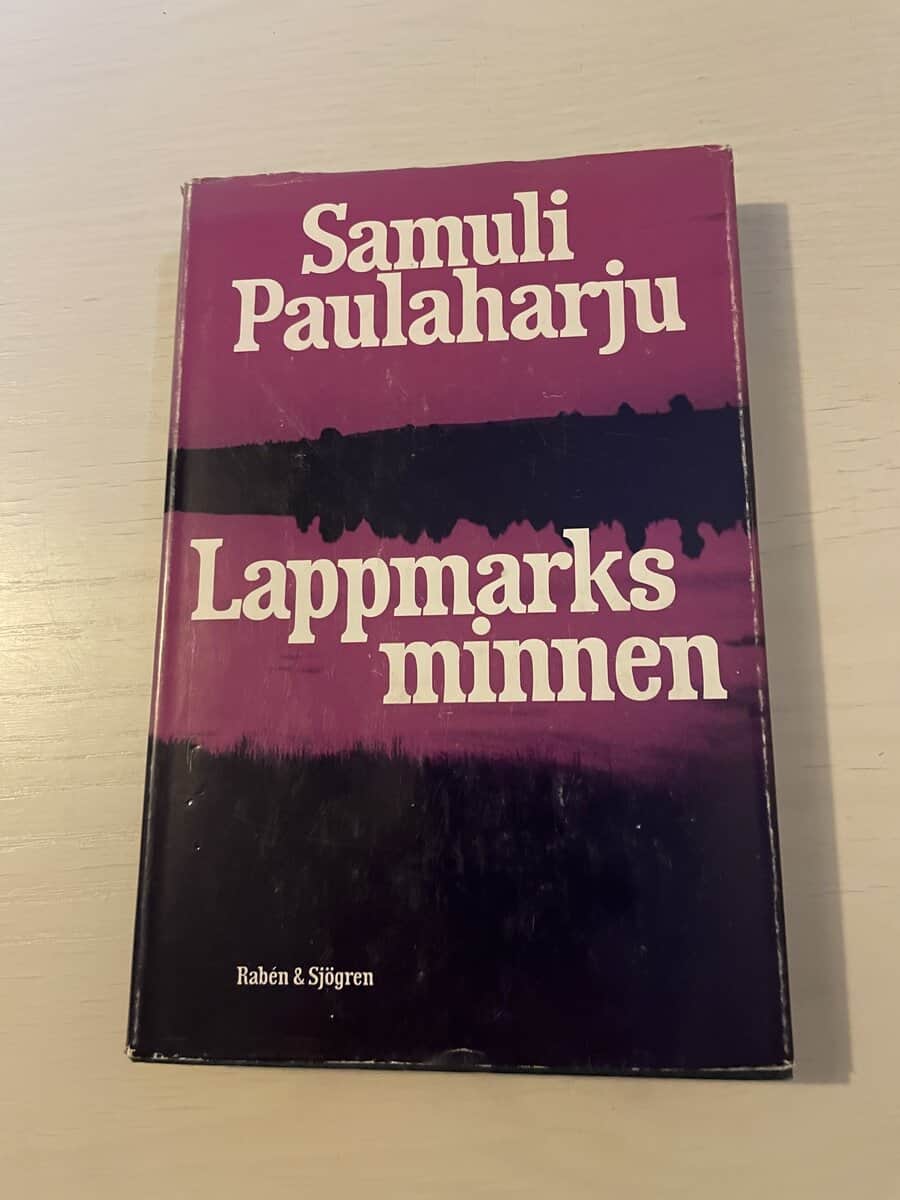 Samuli
Paulaharju
Lappmarks
minnen
Rabén & Sjögren